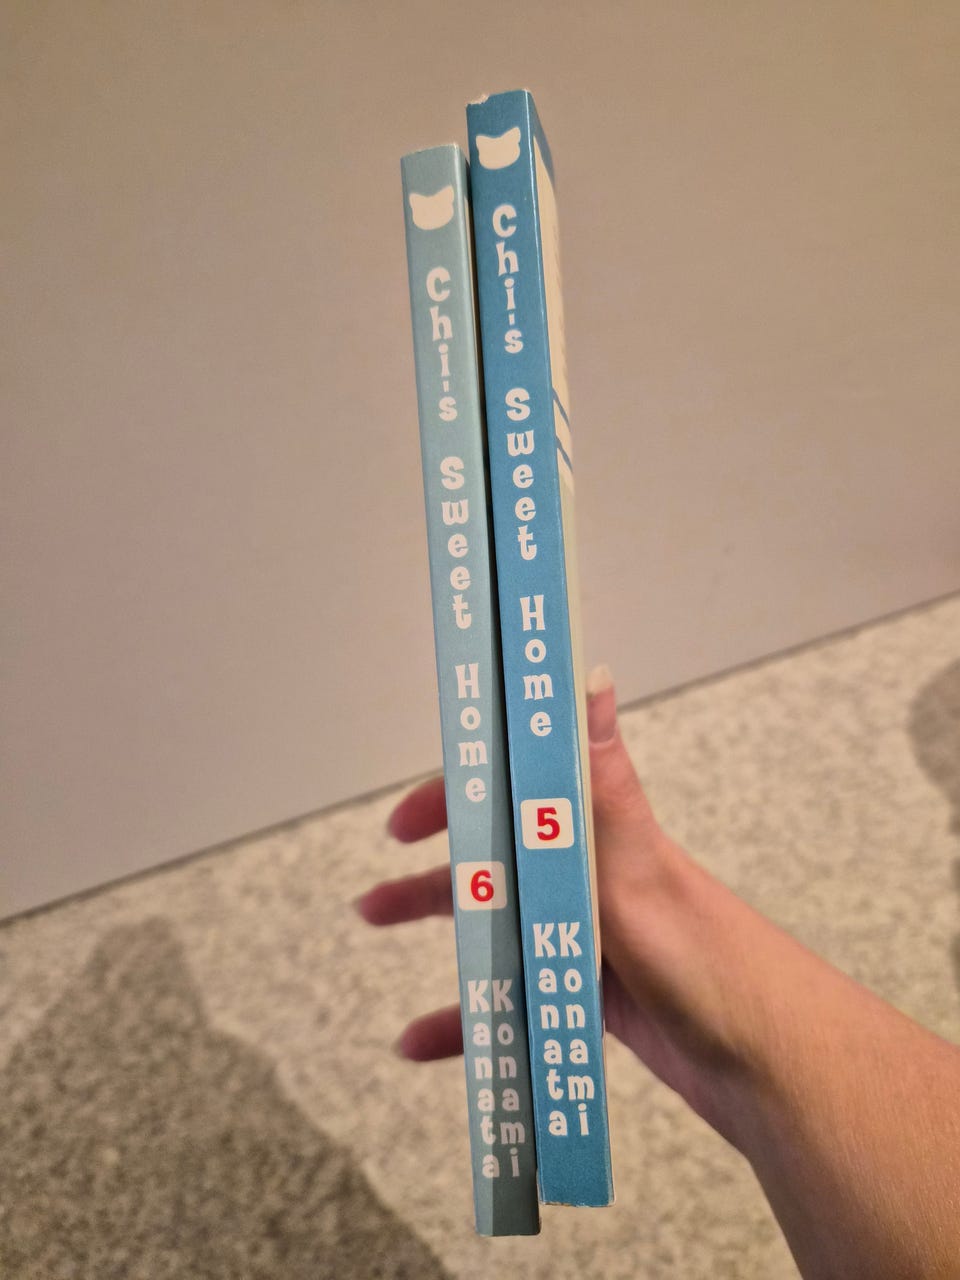 Chi's Sweet Home
6
Konami
Kanata
Chi's Sweet Home
5
Konami
Kanata